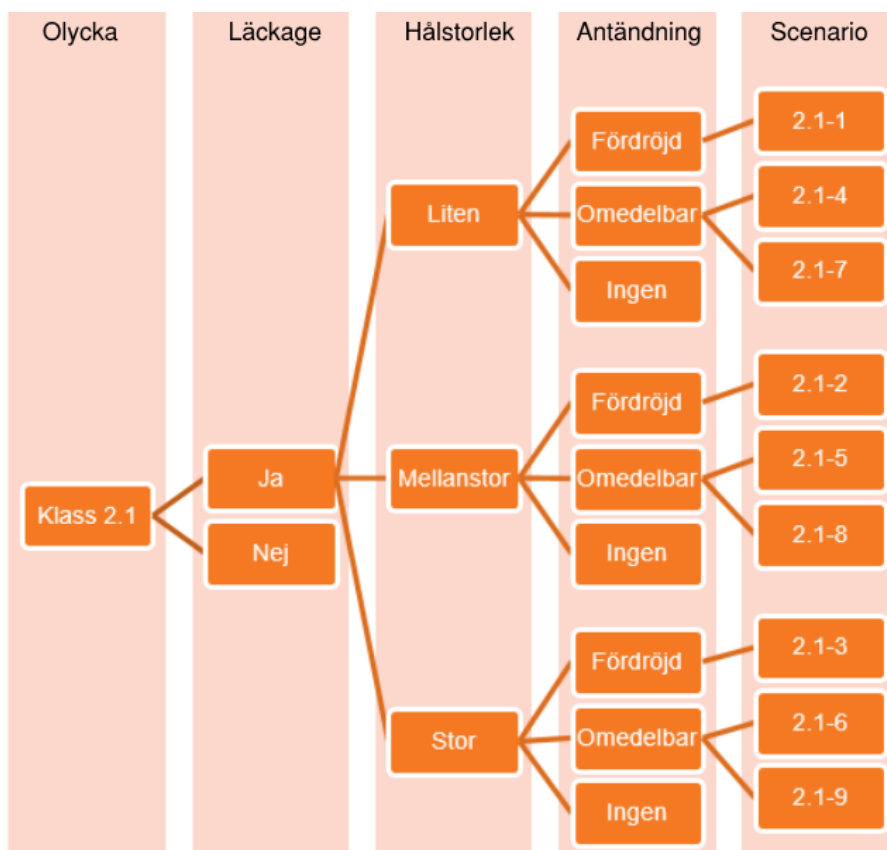 Olycka
Läckage
Hålstorlek
Antändning
Scenario
Fördröjd
2.1-1
Liten
Omedelbar
2.1-4
2.1-7
Ingen
Fördröjd
2.1-2
Klass 2.1
Ja
Mellanstor
Omedelbar
2.1-5
Nej
Ingen
2.1-8
Fördröjd
2.1-3
Stor
Omedelbar
2.1-6
Ingen
2.1-9